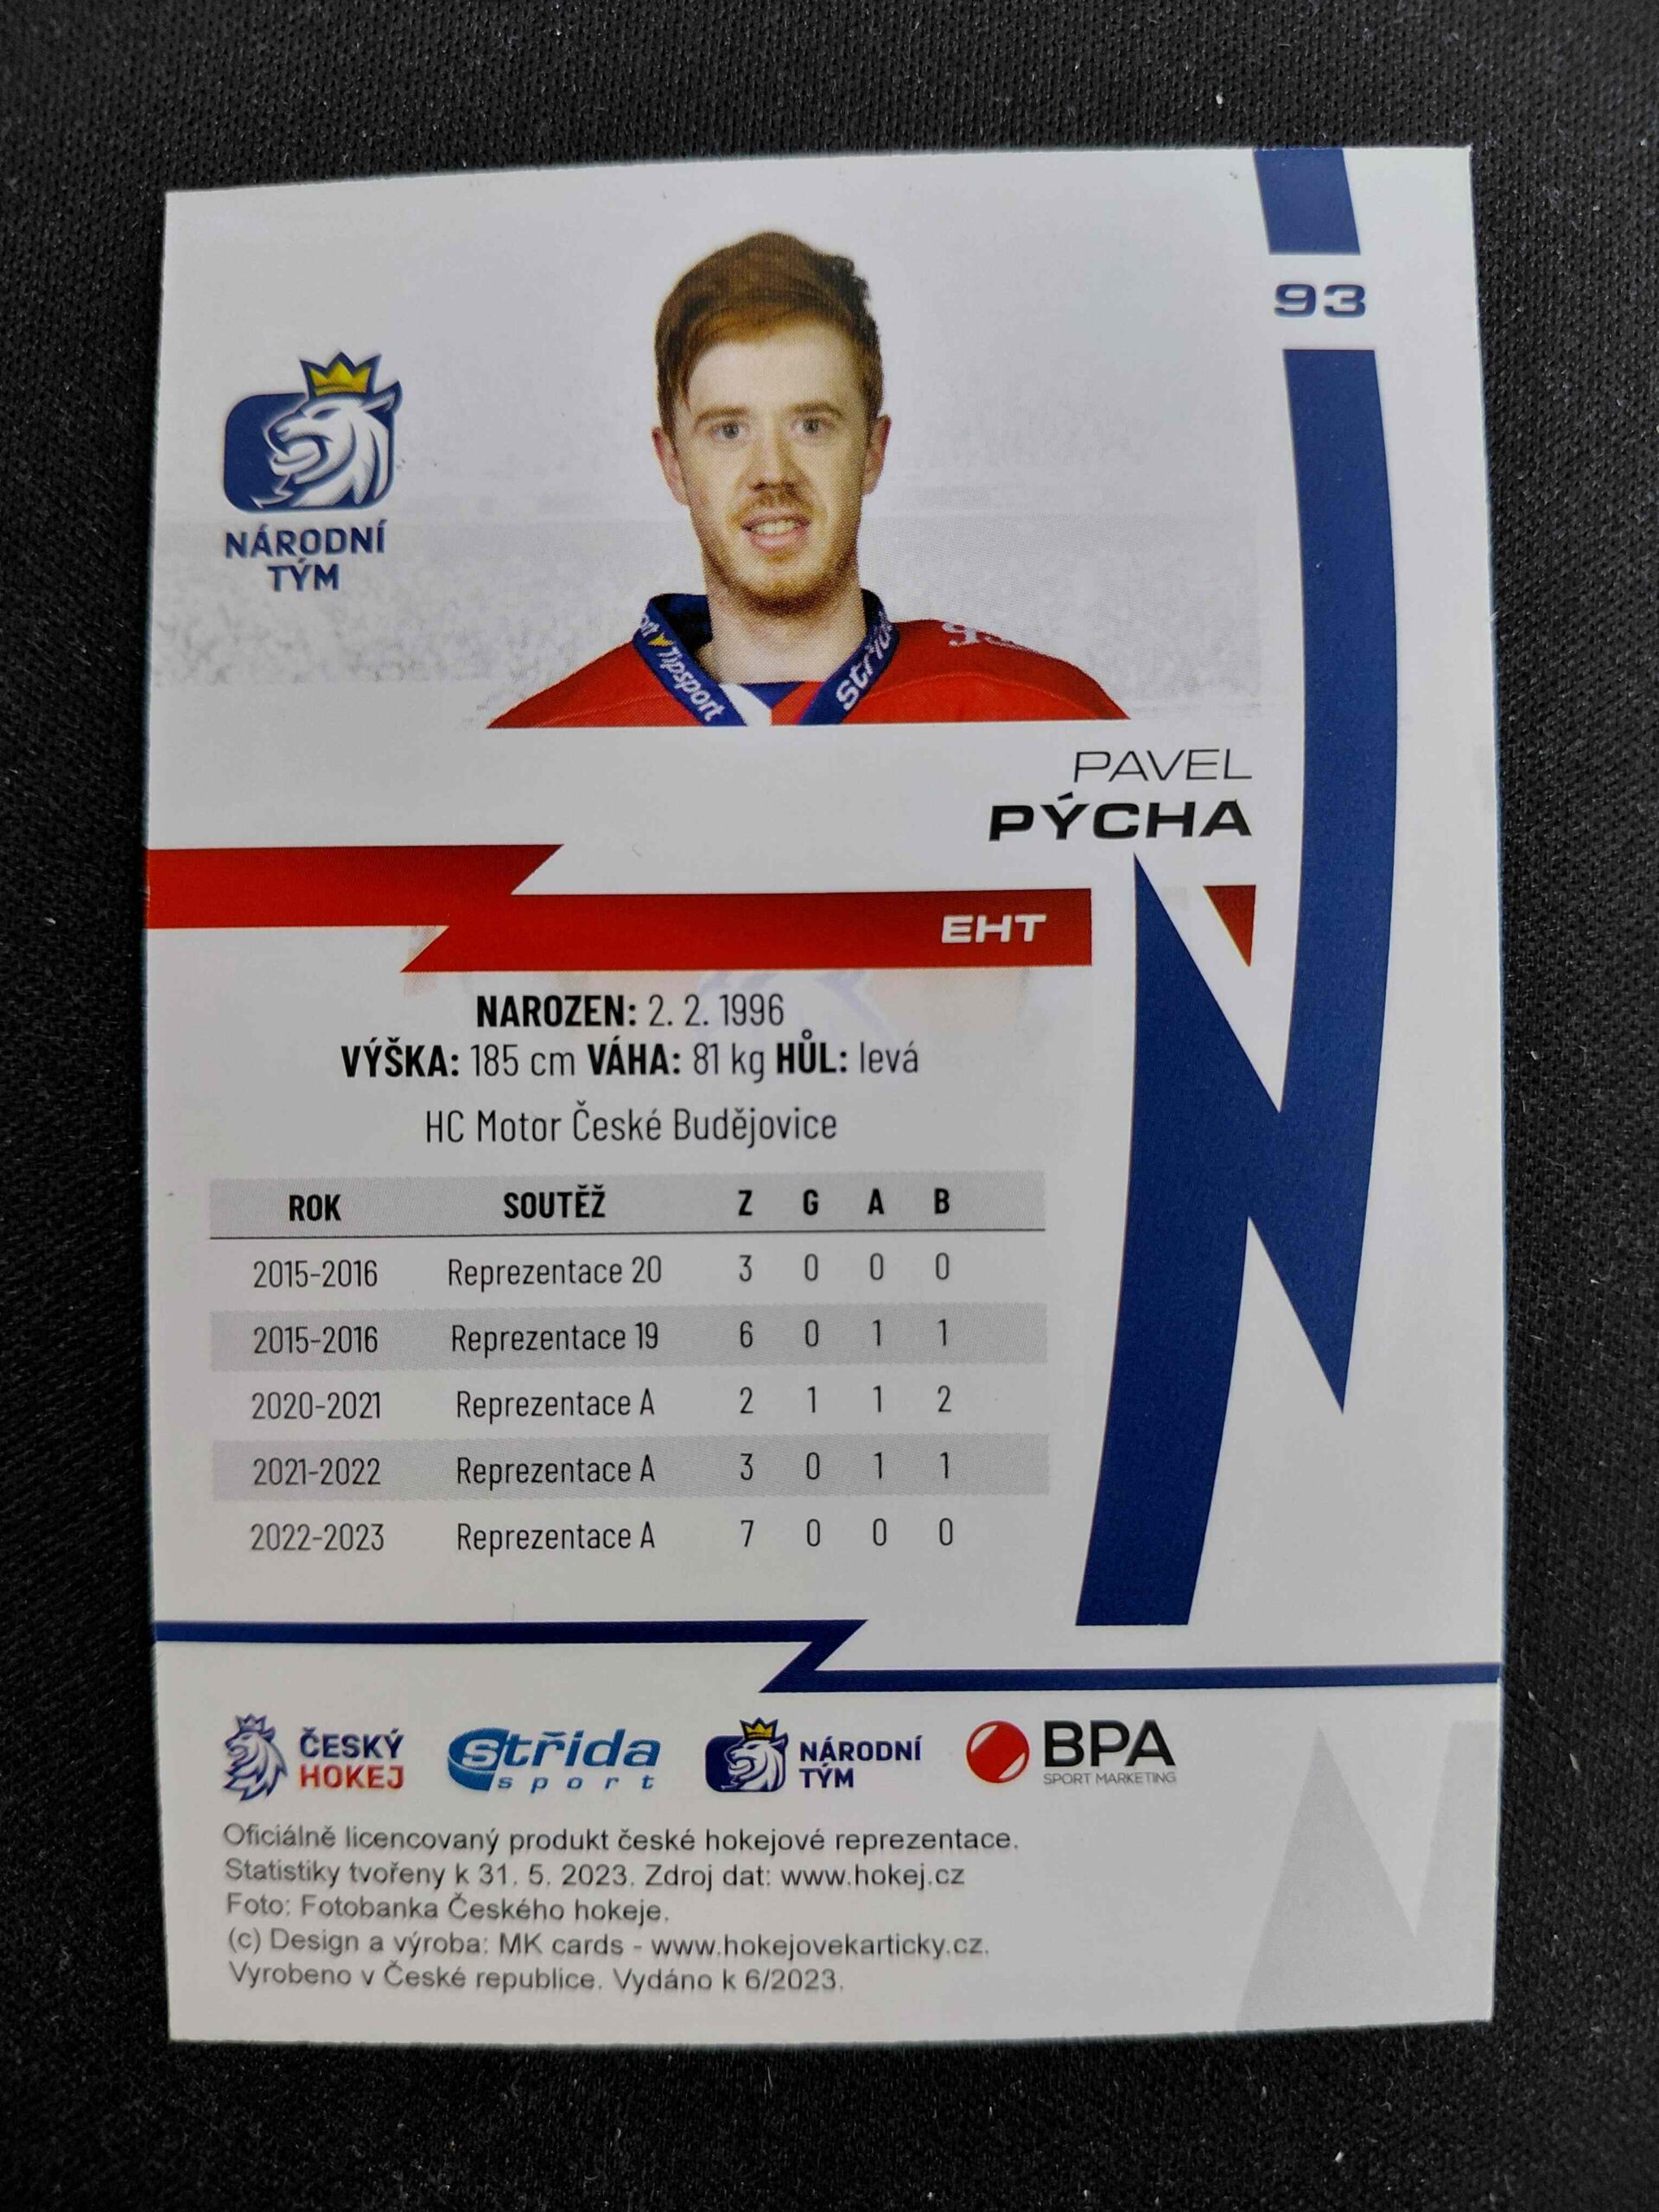 93
NÁRODNÍ
TÝM
Tipsport
PAVEL
PÝCHA
EHT
NAROZEN: 2. 2. 1996
VÝŠKA: 185 cm VÁHA: 81 kg HŮL: levá
HC Motor České Budějovice
ROK SOUTĚŽ Z G A B
2015-2016 Reprezentace 20 3 0 0 0
2015-2016 Reprezentace 19 6 0 1 1
2020-2021 Reprezentace A 2 1 1 2
2021-2022 Reprezentace A 3 0 1 1
2022-2023 Reprezentace A 7 0 0 0
ČESKÝ
HOKEJ
střída
sport
NÁRODNÍ
TÝM
BPA
SPORT MARKETING
Oficiálně licencovaný produkt české hokejové reprezentace.
Statistiky tvořeny k 31. 5. 2023. Zdroj dat: www.hokej.cz
Foto: Fotobanka Českého hokeje.
(c) Design a výroba: MK cards - www.hokejovekarticky.cz.
Vyrobeno v České republice. Vydáno k 6/2023.